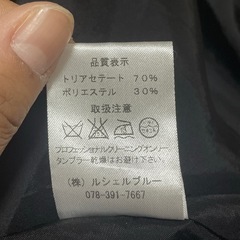 品質表示
トリアセテート 70%
ポリエステル 30%
取扱注意
プロフェッショナルクリーニングオンリー
タンブラー乾燥はお避け下さい
(株) ルシェルブルー
078-391-7667